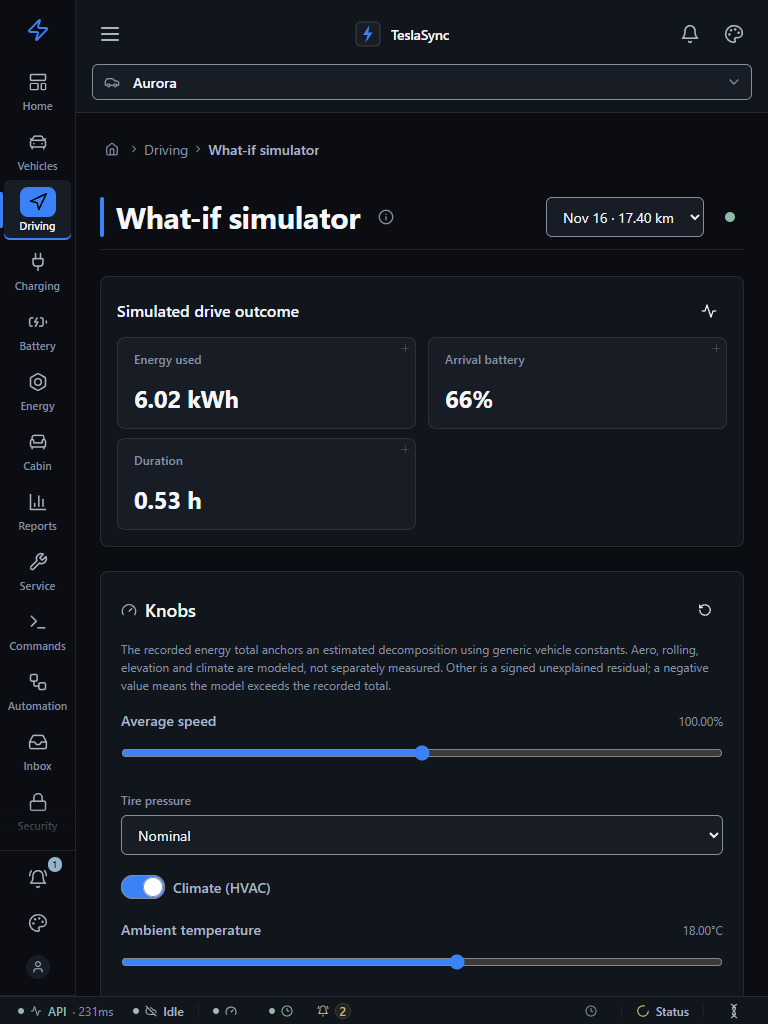 TeslaSync
Aurora
Home
Vehicles
Driving
Charging
Battery
Energy
Cabin
Reports
Service
Commands
Automation
Inbox
Security
1
Driving
What-if simulator
What-if simulator
Nov 16 · 17.40 km
Simulated drive outcome
Energy used
6.02 kWh
Arrival battery
66%
Duration
0.53 h
Knobs
The recorded energy total anchors an estimated decomposition using generic vehicle constants. Aero, rolling,
elevation and climate are modeled, not separately measured. Other is a signed unexplained residual; a negative
value means the model exceeds the recorded total.
Average speed
100.00%
Tire pressure
Nominal
Climate (HVAC)
Ambient temperature
18.00°C
API · 231ms
Idle
2
Status